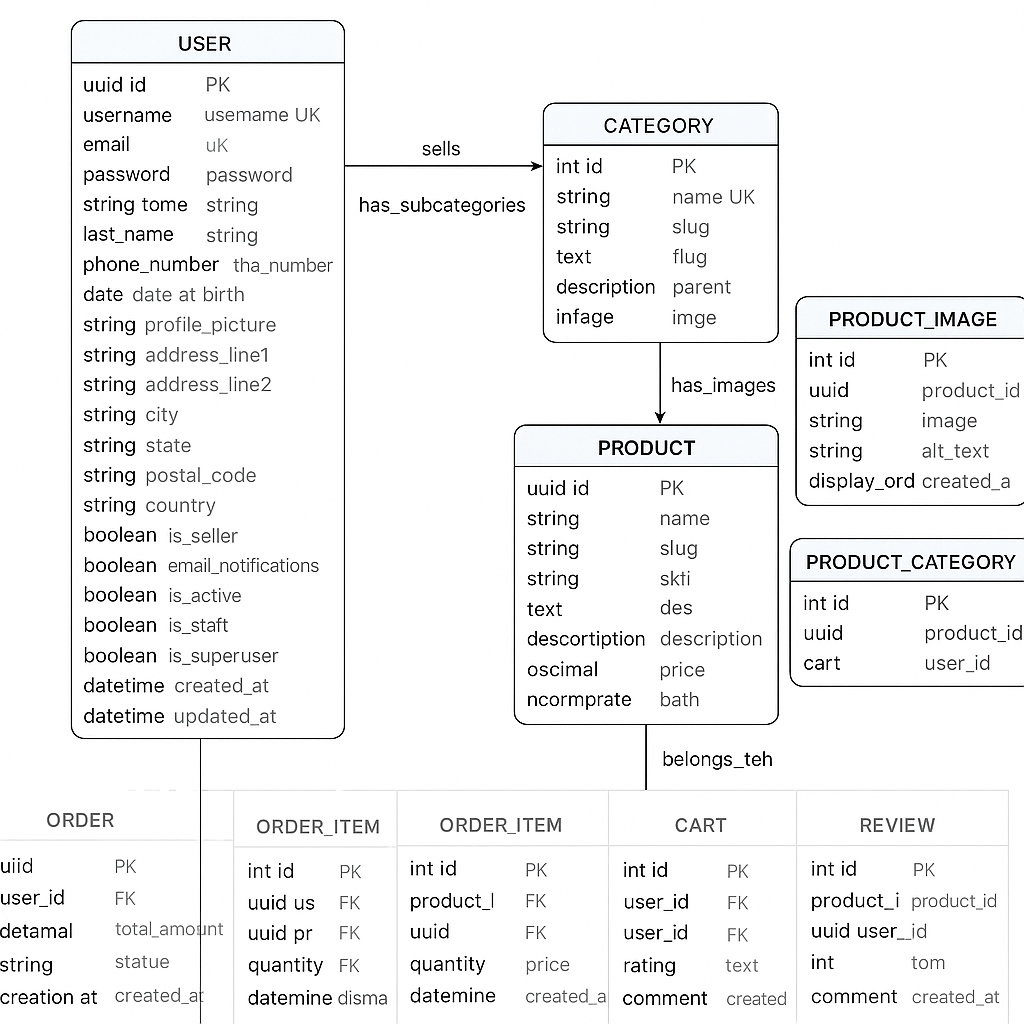 USER
uuid id PK
username usemame UK
email uK
password password
string tome string
last_name string
phone_number tha_number
date date at birth
string profile_picture
string address_line1
string address_line2
string city
string state
string postal_code
string country
boolean is_seller
boolean email_notifications
boolean is_active
boolean is_staft
boolean is_superuser
datetime created_at
datetime updated_at
sells
has_subcategories
CATEGORY
int id PK
string name UK
string slug
text flug
description parent
infage imge
has_images
PRODUCT
uuid id PK
string name
string slug
string skti
text des
descortiption description
oscimal price
ncormprate bath
belongs_teh
PRODUCT_IMAGE
int id PK
uuid product_id
string image
string alt_text
display_ord created_a
PRODUCT_CATEGORY
int id PK
uuid product_id
cart user_id
ORDER
uiid PK
user_id FK
detamal total_amount
string statue
creation at created_at
ORDER_ITEM
int id PK
uuid us FK
uuid pr FK
quantity FK
datemine disma
ORDER_ITEM
int id PK
product_l FK
uuid FK
quantity price
datemine created_a
CART
int id PK
user_id FK
user_id FK
rating text
comment created
REVIEW
int id PK
product_i product_id
uuid user_id
int tom
comment created_at